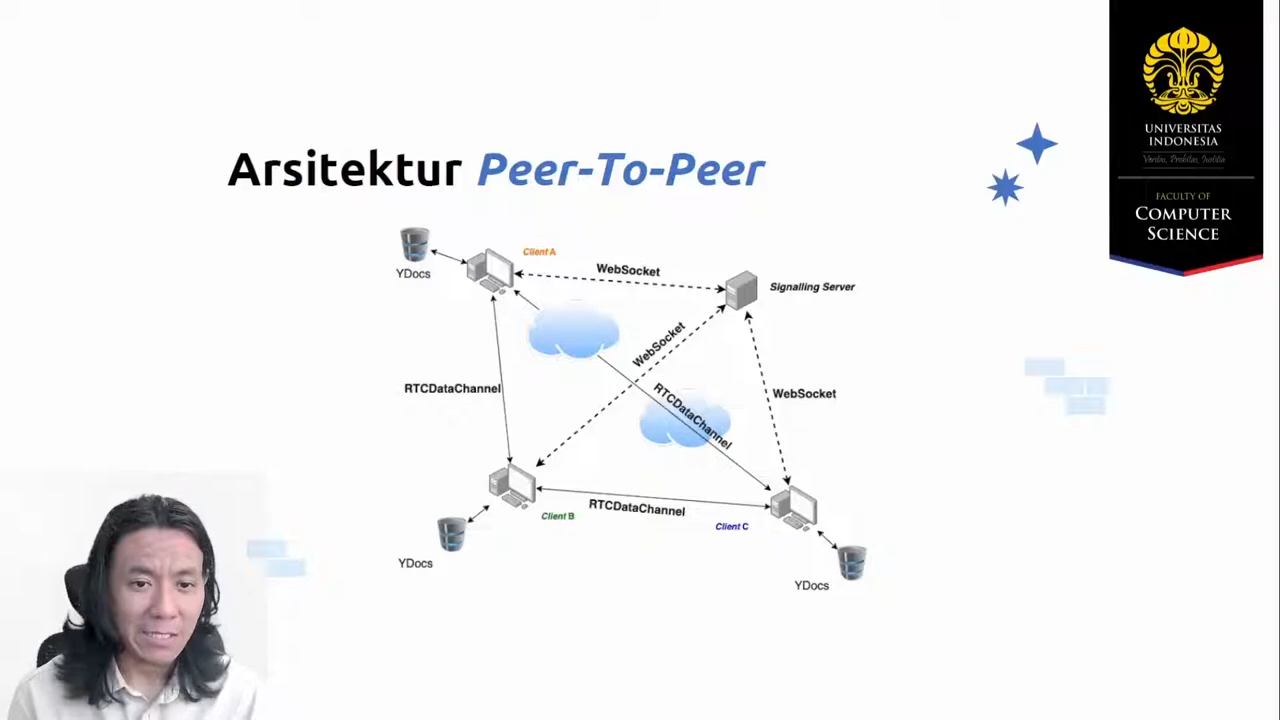 Arsitektur Peer-To-Peer
UNIVERSITAS
INDONESIA
Veritas, Probitas, Iustitia
FACULTY OF
COMPUTER
SCIENCE
Client A
YDocs
WebSocket
Signalling Server
WebSocket
RTCDataChannel
RTCDataChannel
WebSocket
RTCDataChannel
Client B
Client C
YDocs
YDocs